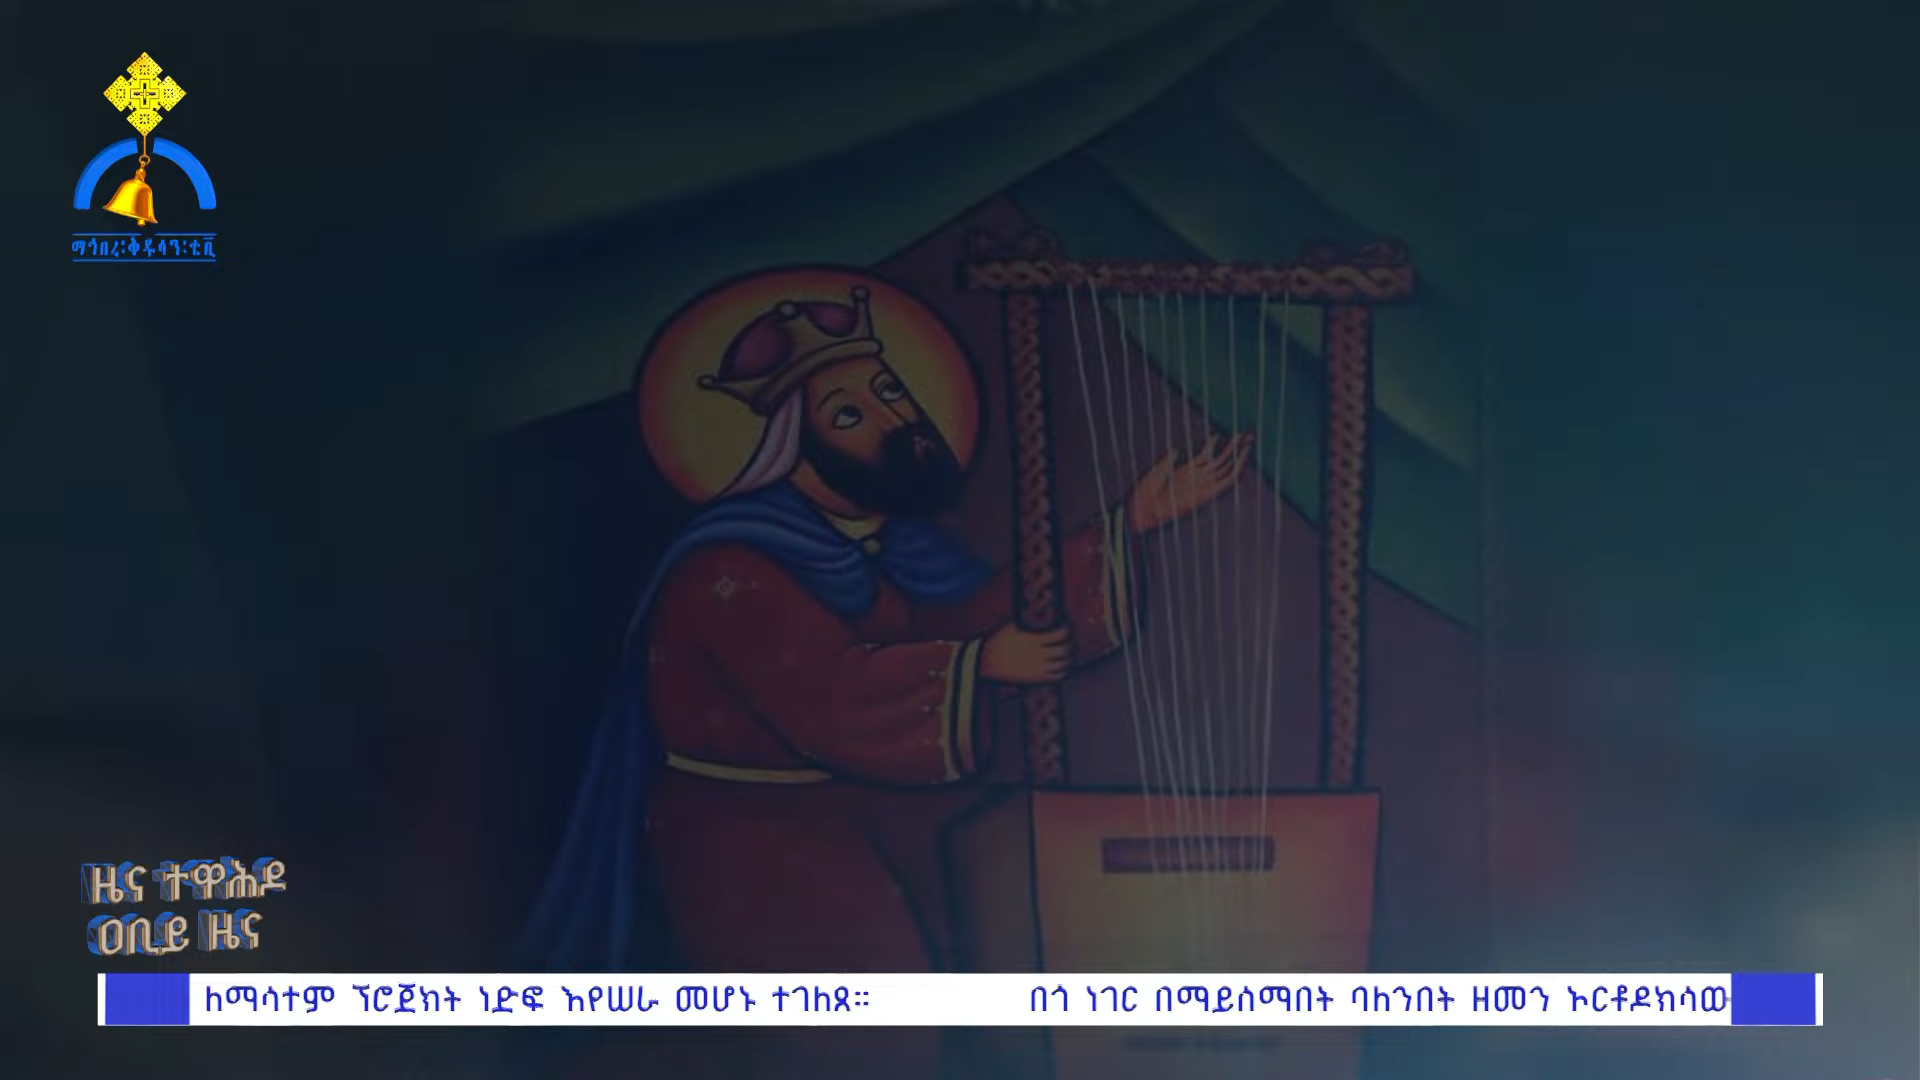 ማኅበረ፡ቅዱሳን፡ቲቪ
ዜና ተዋሕዶ
ዐቢይ ዜና
ለማሳተም ፕሮጀክት ነድፎ እየሠራ መሆኑ ተገለጸ።
በጎ ነገር በማይሰማበት ባለንበት ዘመን ኦርቶዶክሳው